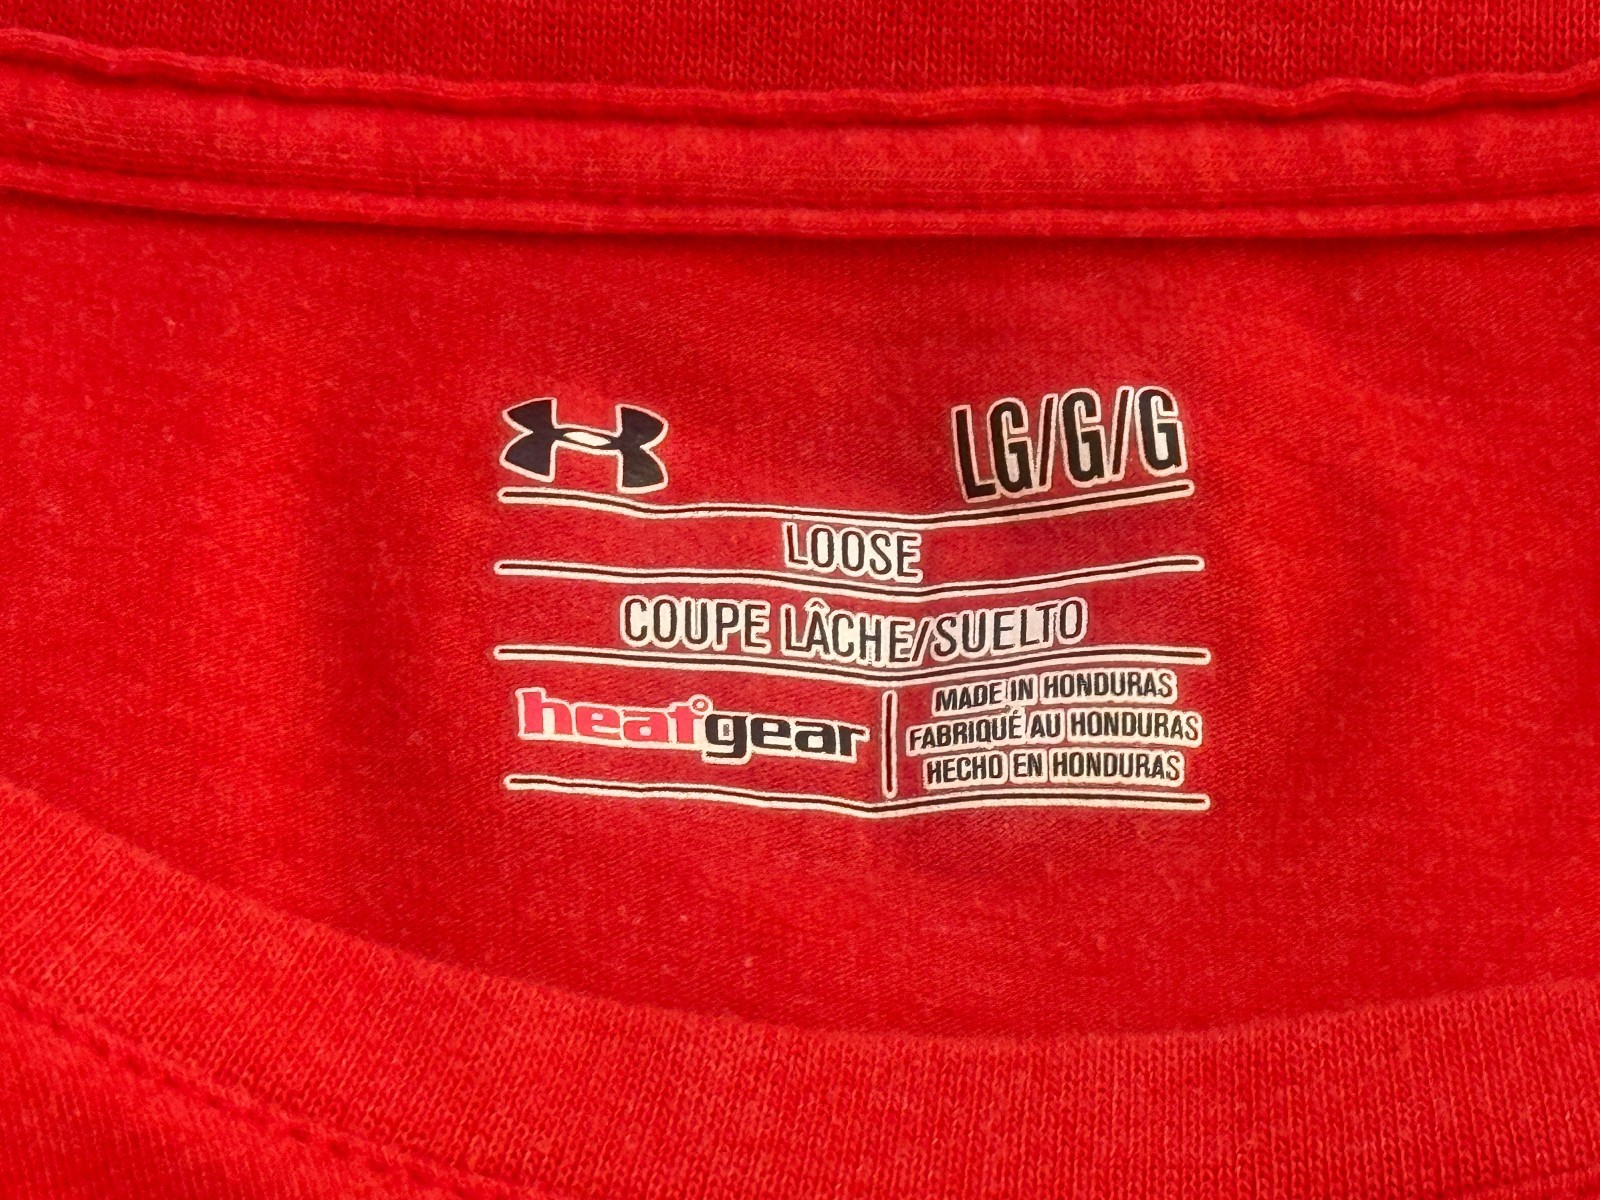 LG/G/G
LOOSE
COUPE LÂCHE/SUELTO
heatgear
MADE IN HONDURAS
FABRIQUÉ AU HONDURAS
HECHO EN HONDURAS